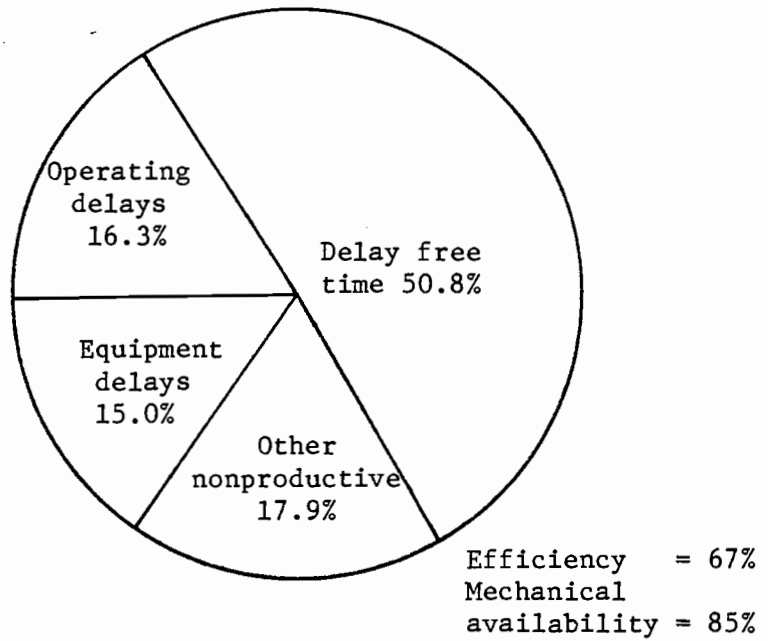 Operating
delays
16.3%
Delay free
time 50.8%
Equipment
delays
15.0%
Other
nonproductive
17.9%
Efficiency = 67%
Mechanical
availability = 85%